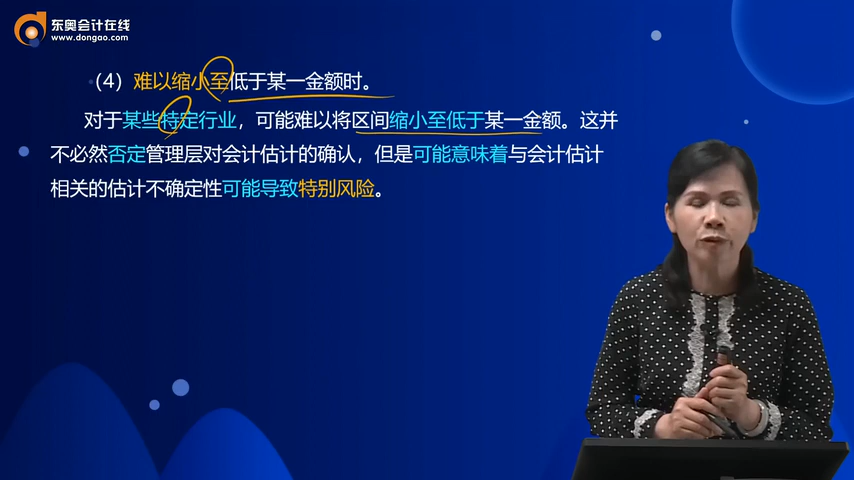 东奥会计在线
www.dongao.com
（4）难以缩小至低于某一金额时。
对于某些特定行业，可能难以将区间缩小至低于某一金额。这并
不必然否定管理层对会计估计的确认，但是可能意味着与会计估计
相关的估计不确定性可能导致特别风险。